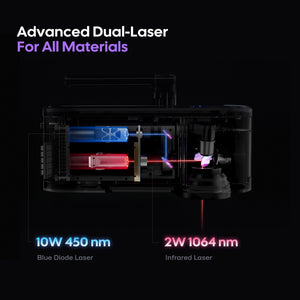 Advanced Dual-Laser
For All Materials
10W 450 nm
2W 1064 nm
Blue Diode Laser
Infrared Laser